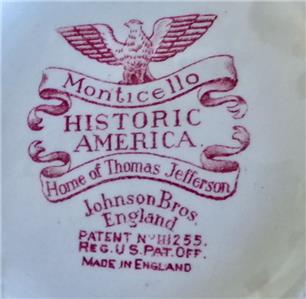 Monticello
HISTORIC
AMERICA.
Home of Thomas Jefferson
Johnson Bros.
England
PATENT No 111255.
REG. U.S. PAT. OFF.
MADE IN ENGLAND